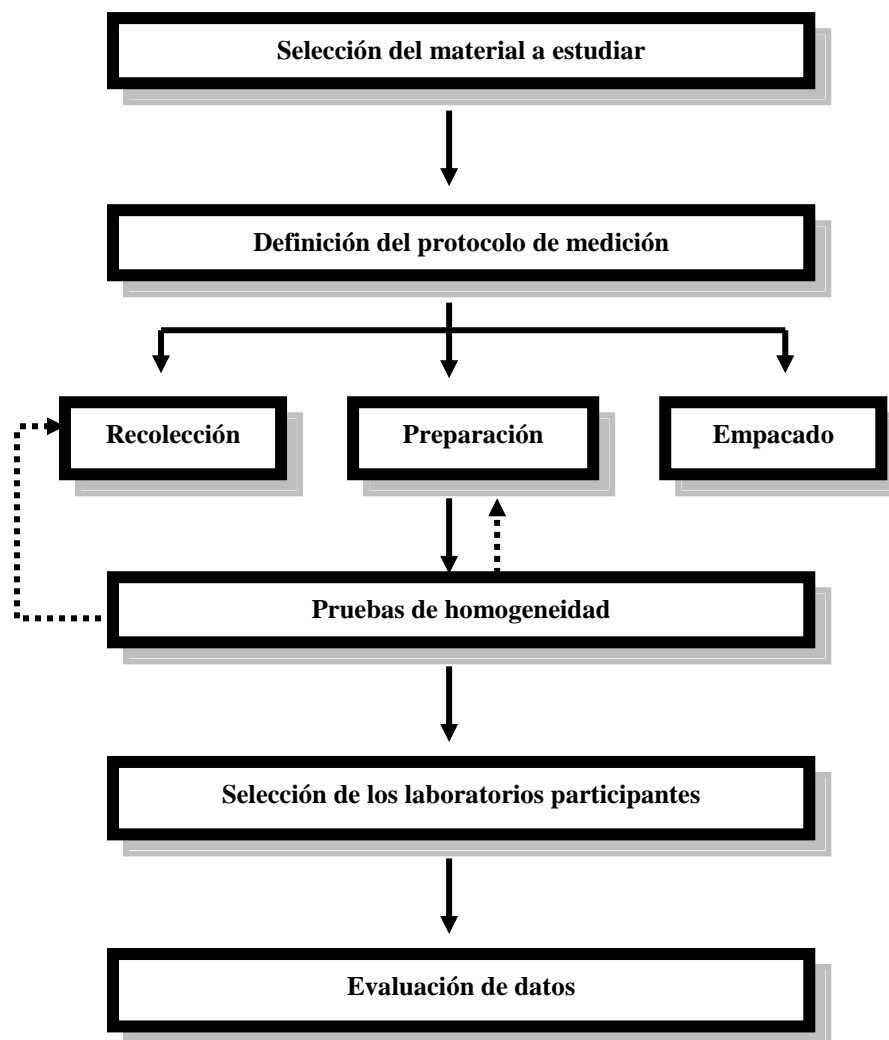 Selección del material a estudiar
Definición del protocolo de medición
Recolección
Preparación
Empacado
Pruebas de homogeneidad
Selección de los laboratorios participantes
Evaluación de datos